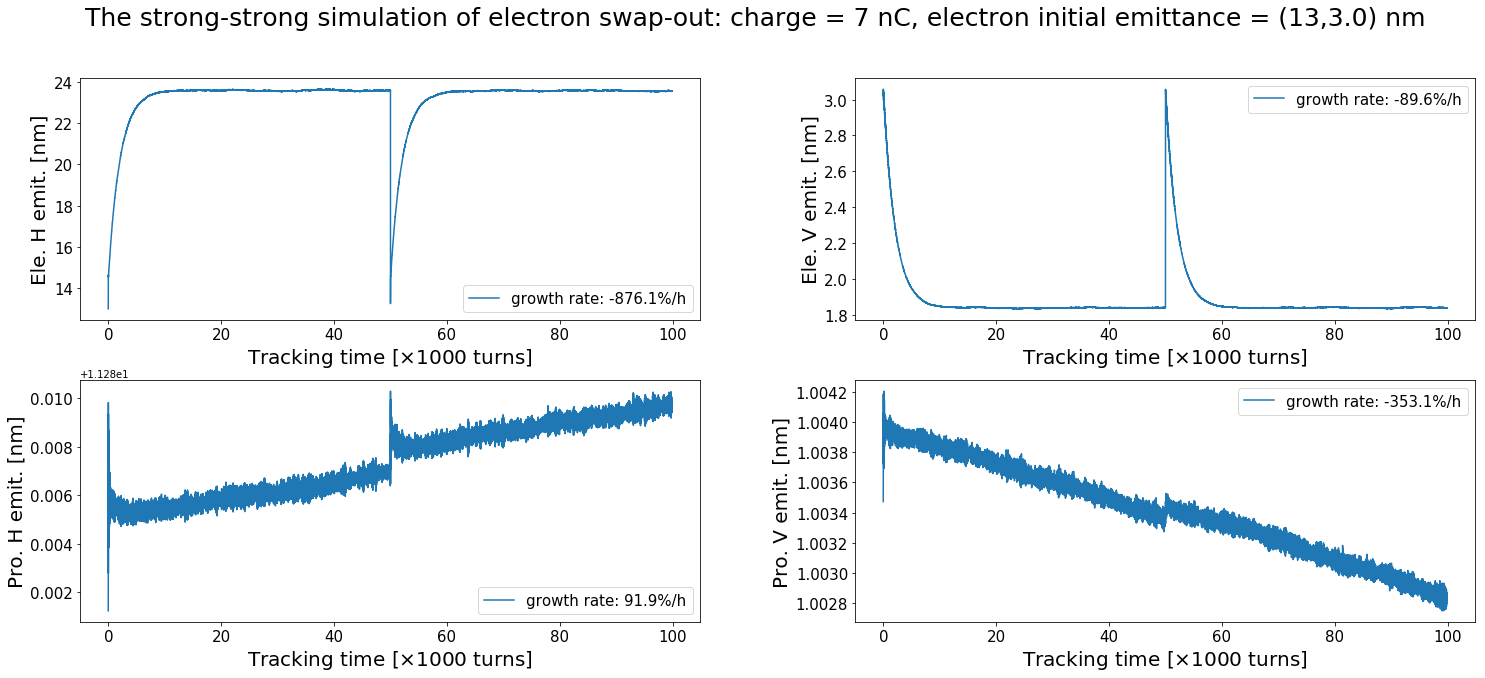 The strong-strong simulation of electron swap-out: charge = 7 nC, electron initial emittance = (13,3.0) nm
24
22
20
18
16
14
Ele. H emit. [nm]
growth rate: -876.1%/h
0 20 40 60 80 100
Tracking time [×1000 turns]
3.0
2.8
2.6
2.4
2.2
2.0
1.8
Ele. V emit. [nm]
growth rate: -89.6%/h
0 20 40 60 80 100
Tracking time [×1000 turns]
+1.128e1
0.010
0.008
0.006
0.004
0.002
Pro. H emit. [nm]
growth rate: 91.9%/h
0 20 40 60 80 100
Tracking time [×1000 turns]
1.0042
1.0040
1.0038
1.0036
1.0034
1.0032
1.0030
1.0028
Pro. V emit. [nm]
growth rate: -353.1%/h
0 20 40 60 80 100
Tracking time [×1000 turns]